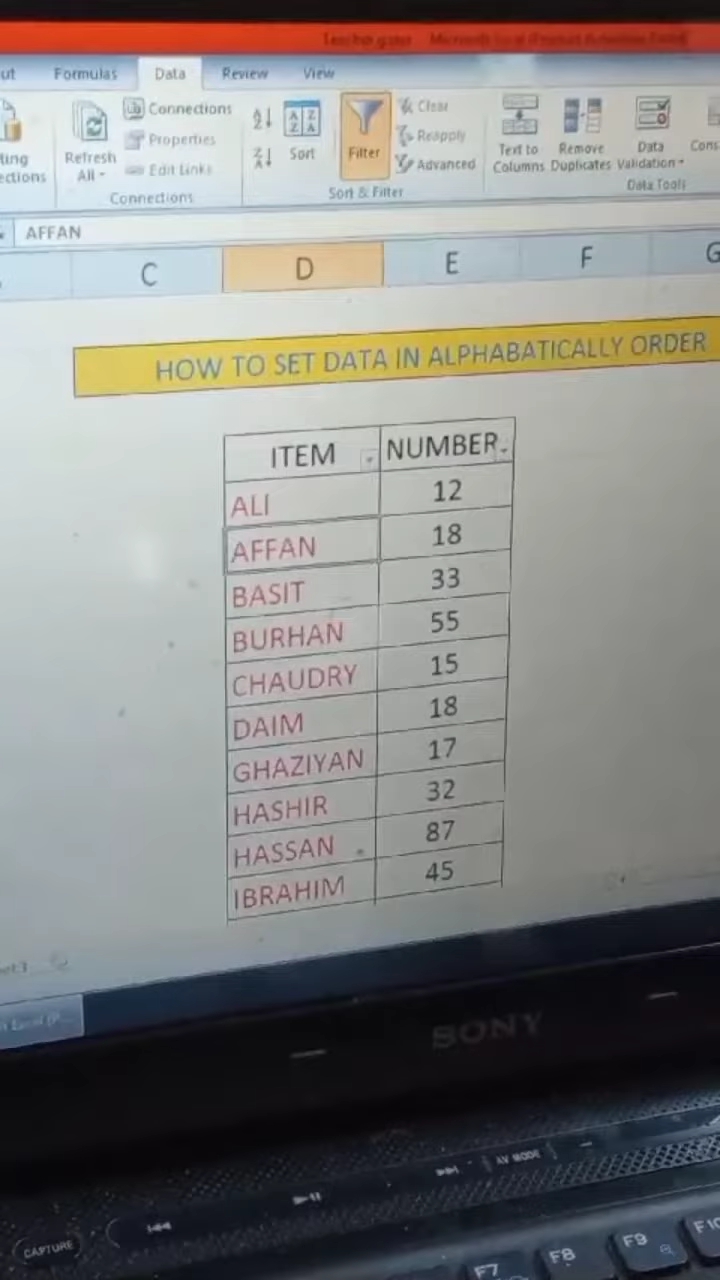 Formulas Data Review View
Connections
Properties
Edit Links
Refresh All
Connections
Sort
Filter
Clear
Reapply
Advanced
Sort & Filter
Text to Columns
Remove Duplicates
Data Validation
Data Tools
AFFAN
C D E F G
HOW TO SET DATA IN ALPHABATICALLY ORDER
ITEM NUMBER
ALI 12
AFFAN 18
BASIT 33
BURHAN 55
CHAUDRY 15
DAIM 18
GHAZIYAN 17
HASHIR 32
HASSAN 87
IBRAHIM 45
SONY
AV MODE
CAPTURE
F7 F8 F9 F10